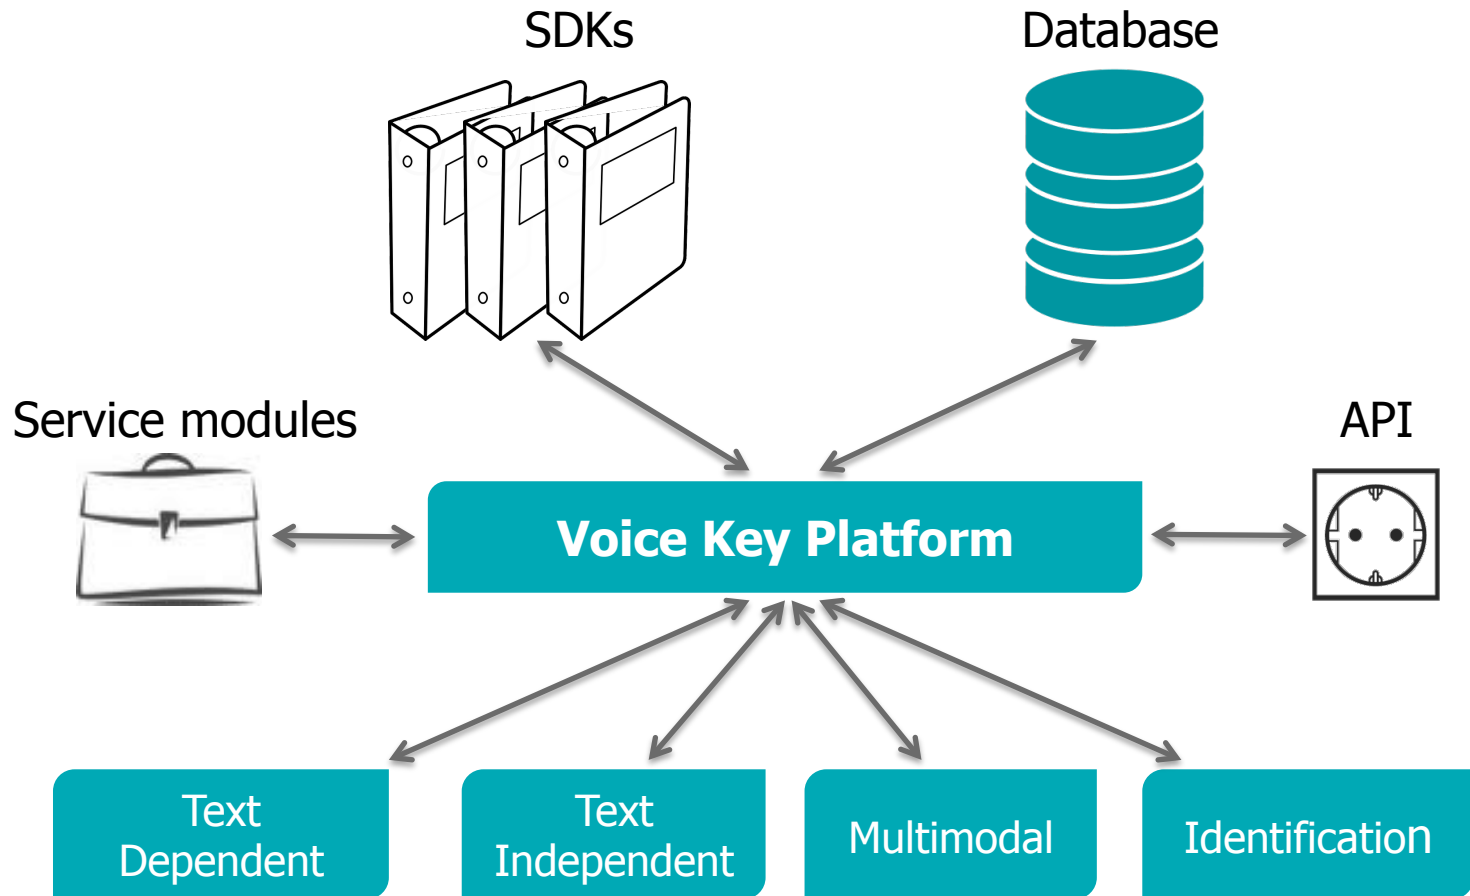 SDKs
Database
Service modules
API
Voice Key Platform
Text
Dependent
Text
Independent
Multimodal
Identification